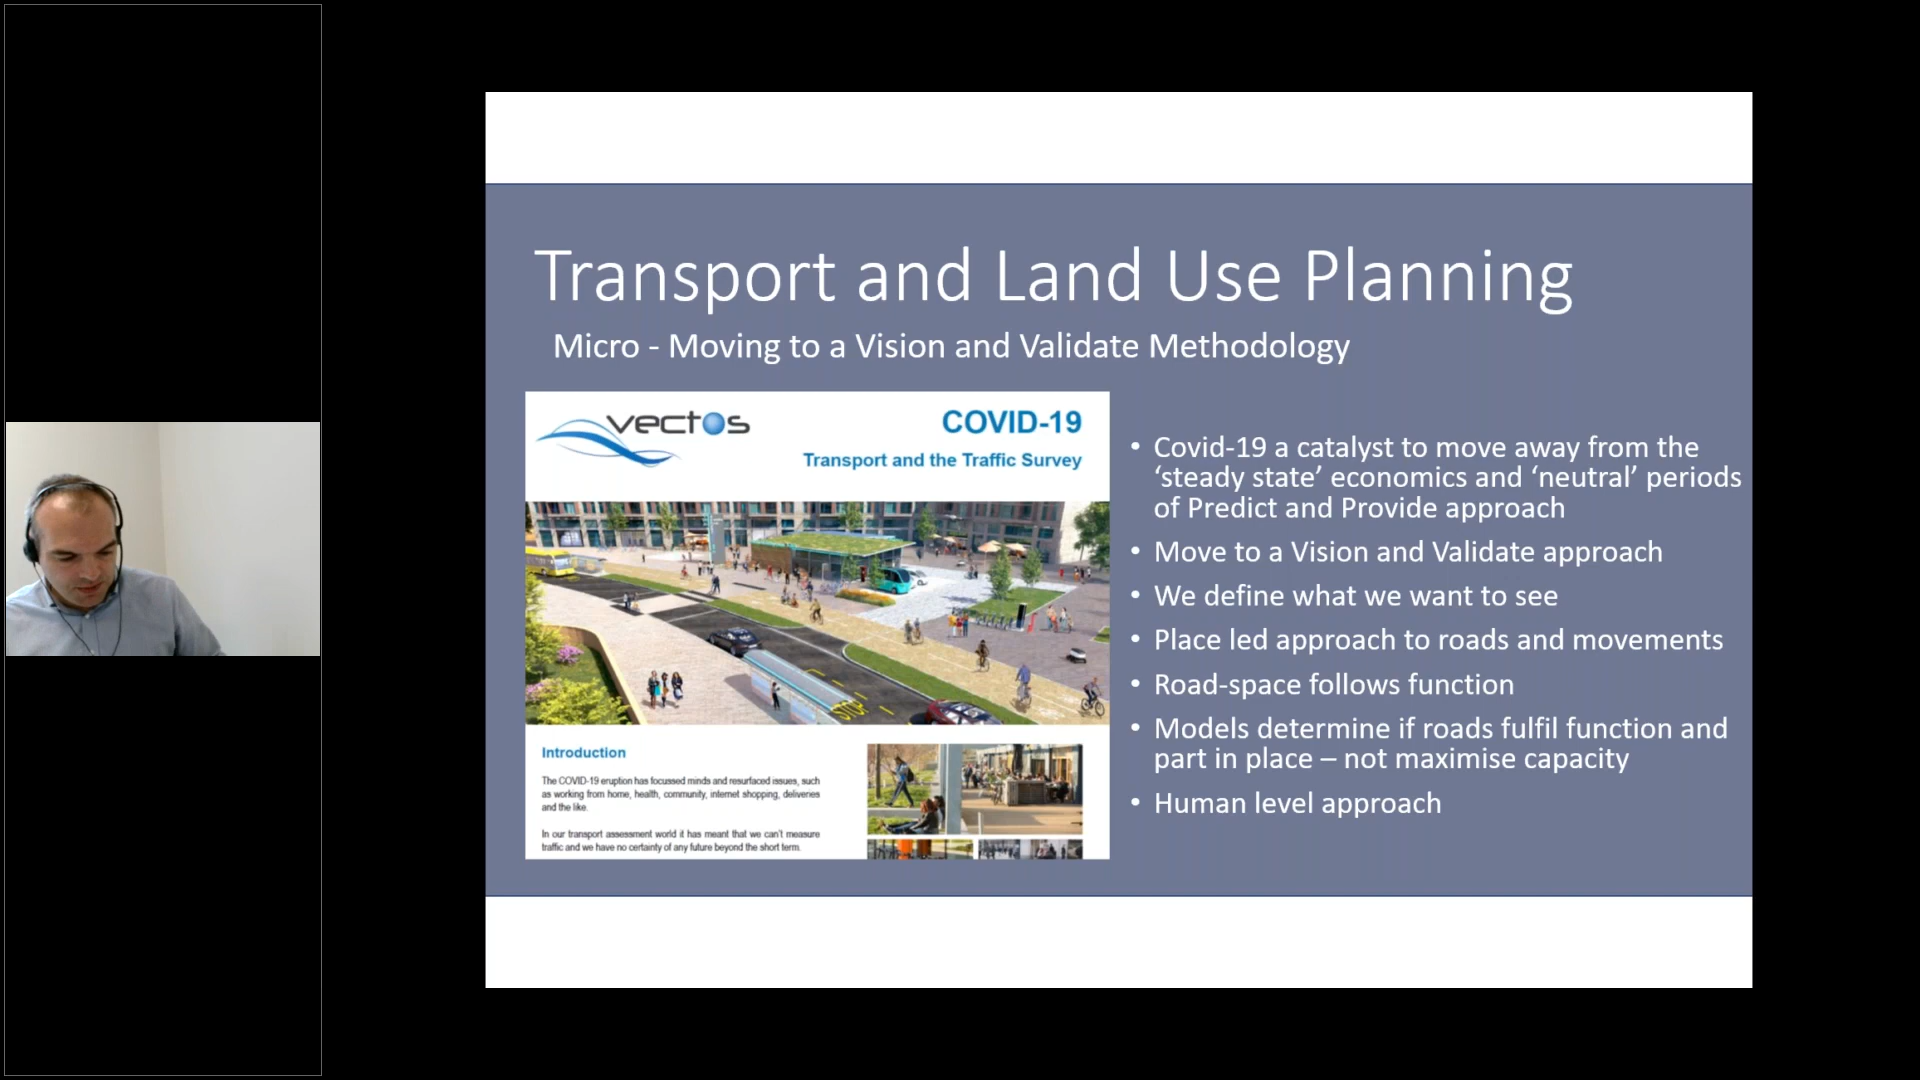 Transport and Land Use Planning
Micro - Moving to a Vision and Validate Methodology
vectos
COVID-19
Transport and the Traffic Survey
STOP
Introduction
The COVID-19 eruption has focussed minds and resurfaced issues, such
as working from home, health, community, internet shopping, deliveries
and the like.
In our transport assessment world it has meant that we can't measure
traffic and we have no certainty of any future beyond the short term.
• Covid-19 a catalyst to move away from the
‘steady state’ economics and ‘neutral’ periods
of Predict and Provide approach
• Move to a Vision and Validate approach
• We define what we want to see
• Place led approach to roads and movements
• Road-space follows function
• Models determine if roads fulfil function and
part in place – not maximise capacity
• Human level approach